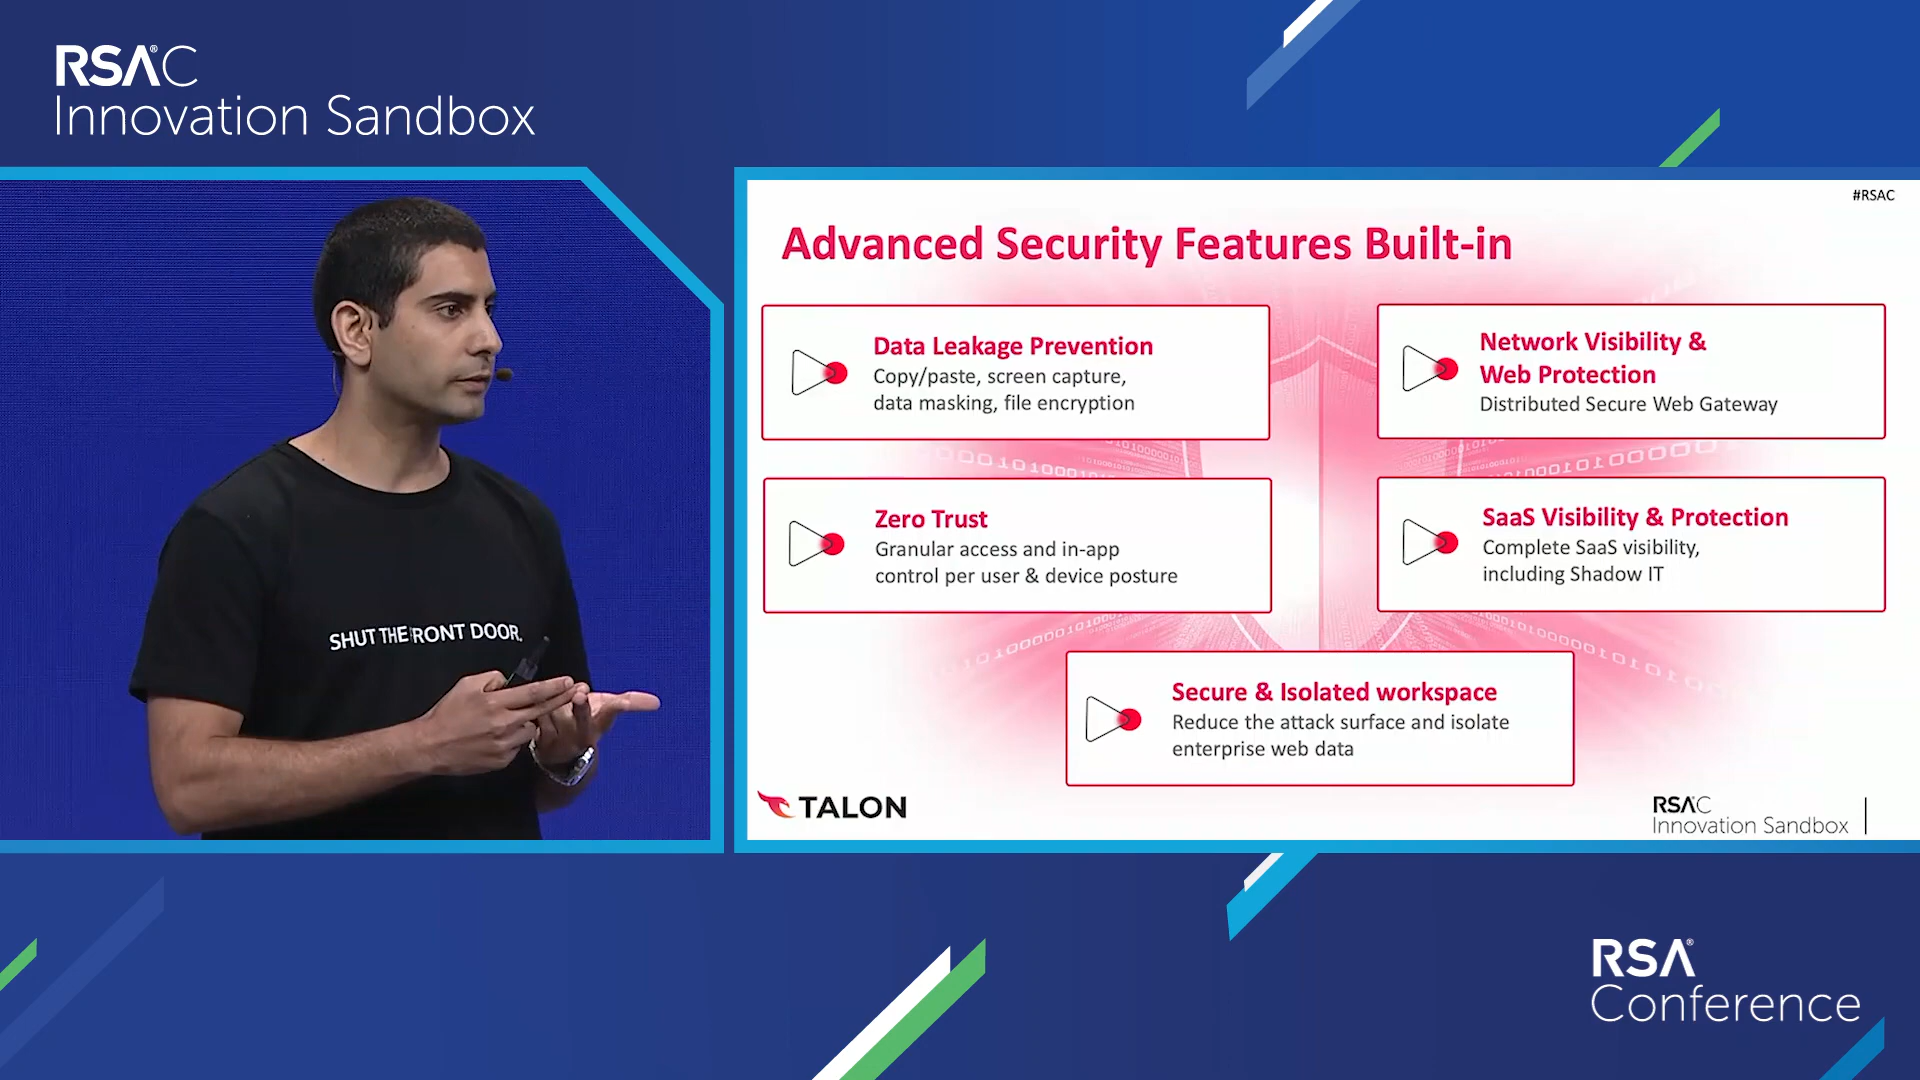 RSAC
Innovation Sandbox
SHUT THE FRONT DOOR.
#RSAC
Advanced Security Features Built-in
Data Leakage Prevention
Copy/paste, screen capture,
data masking, file encryption
Network Visibility &
Web Protection
Distributed Secure Web Gateway
Zero Trust
Granular access and in-app
control per user & device posture
SaaS Visibility & Protection
Complete SaaS visibility,
including Shadow IT
Secure & Isolated workspace
Reduce the attack surface and isolate
enterprise web data
TALON
RSAC
Innovation Sandbox
RSA®
Conference